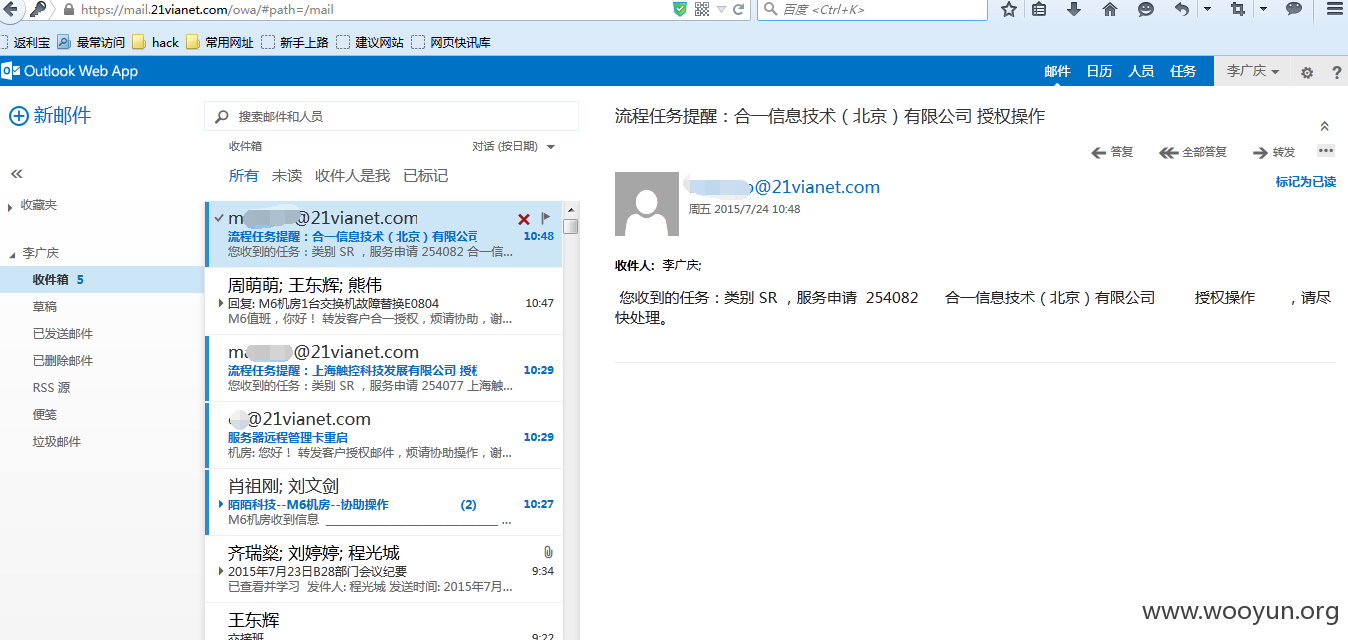 https://mail.21vianet.com/owa/#path=/mail
百度 <Ctrl+K>
返利宝 最常访问 hack 常用网址 新手上路 建议网站 网页快讯库
Outlook Web App
邮件 日历 人员 任务 李广庆
新邮件
搜索邮件和人员
收件箱 对话 (按日期)
所有 未读 收件人是我 已标记
收藏夹
李广庆
收件箱 5
草稿
已发送邮件
已删除邮件
RSS 源
便笺
垃圾邮件
m @21vianet.com
流程任务提醒：合一信息技术（北京）有限公司 10:48
您收到的任务：类别 SR ，服务申请 254082 合一信...
周萌萌; 王东辉; 熊伟
回复: M6机房1台交换机故障替换E0804 10:47
M6值班，你好！ 转发客户合一授权，烦请协助，谢...
ma @21vianet.com
流程任务提醒：上海触控科技发展有限公司 授 10:29
您收到的任务：类别 SR ，服务申请 254077 上海触...
@21vianet.com
服务器远程管理卡重启 10:29
机房: 您好！ 转发客户授权邮件，烦请协助操作，谢...
肖祖刚; 刘文剑
陌陌科技--M6机房--协助操作 (2) 10:27
M6机房收到信息 ...
齐瑞燊; 刘婷婷; 程光城
2015年7月23日B28部门会议纪要 9:34
已查看并学习 发件人: 程光城 发送时间: 2015年7月...
王东辉
交接班 9:22
流程任务提醒：合一信息技术（北京）有限公司 授权操作
答复 全部答复 转发 ...
标记为已读
@21vianet.com
周五 2015/7/24 10:48
收件人: 李广庆;
您收到的任务：类别 SR ，服务申请 254082 合一信息技术（北京）有限公司 授权操作 ，请尽
快处理。
www.wooyun.org